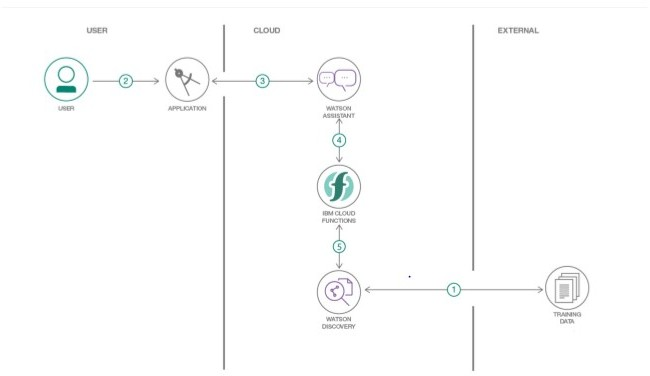 USER
CLOUD
EXTERNAL
2
3
USER
APPLICATION
WATSON
ASSISTANT
4
IBM CLOUD
FUNCTIONS
5
1
WATSON
DISCOVERY
TRAINING
DATA